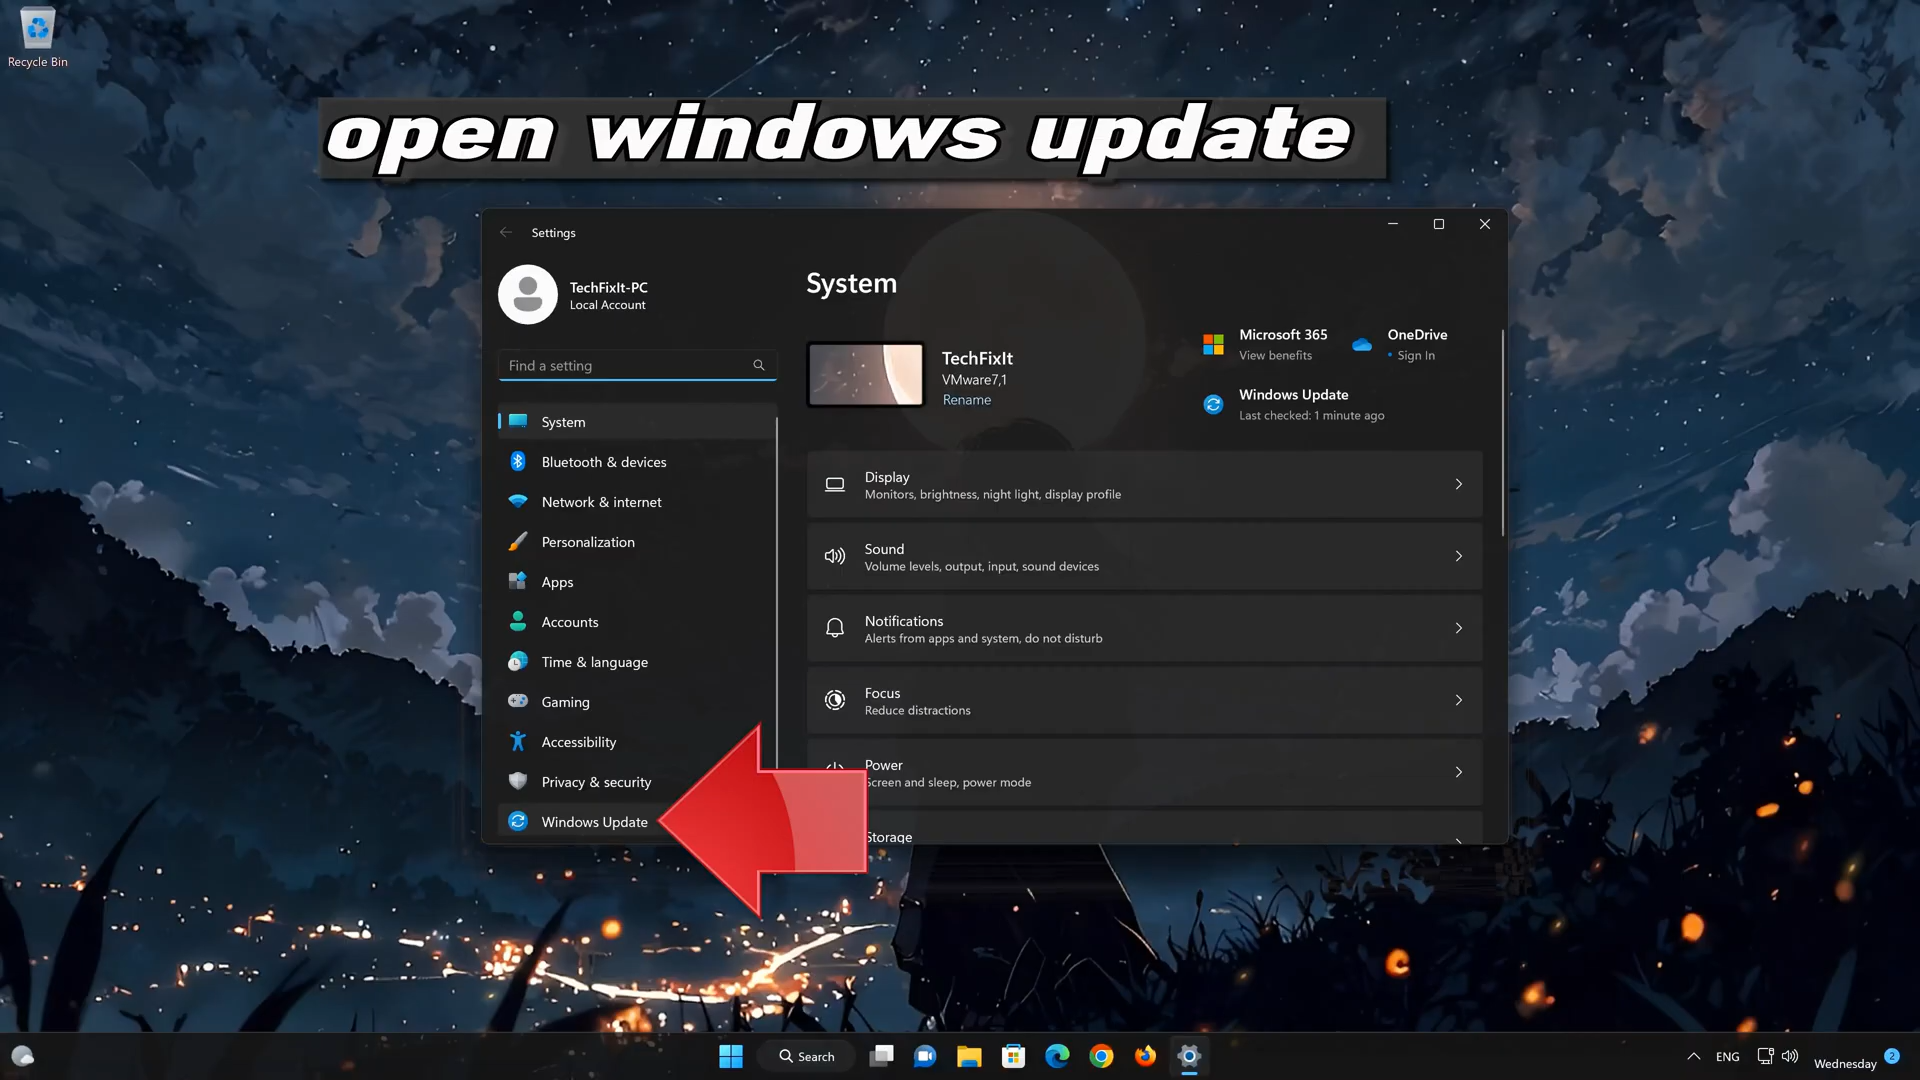 Recycle Bin
open windows update
Settings
TechFixIt-PC
Local Account
Find a setting
System
Bluetooth & devices
Network & internet
Personalization
Apps
Accounts
Time & language
Gaming
Accessibility
Privacy & security
Windows Update
System
TechFixIt
VMware7,1
Rename
Microsoft 365
View benefits
OneDrive
• Sign In
Windows Update
Last checked: 1 minute ago
Display
Monitors, brightness, night light, display profile
Sound
Volume levels, output, input, sound devices
Notifications
Alerts from apps and system, do not disturb
Focus
Reduce distractions
Power
Screen and sleep, power mode
Storage
Search
ENG
Wednesday
2